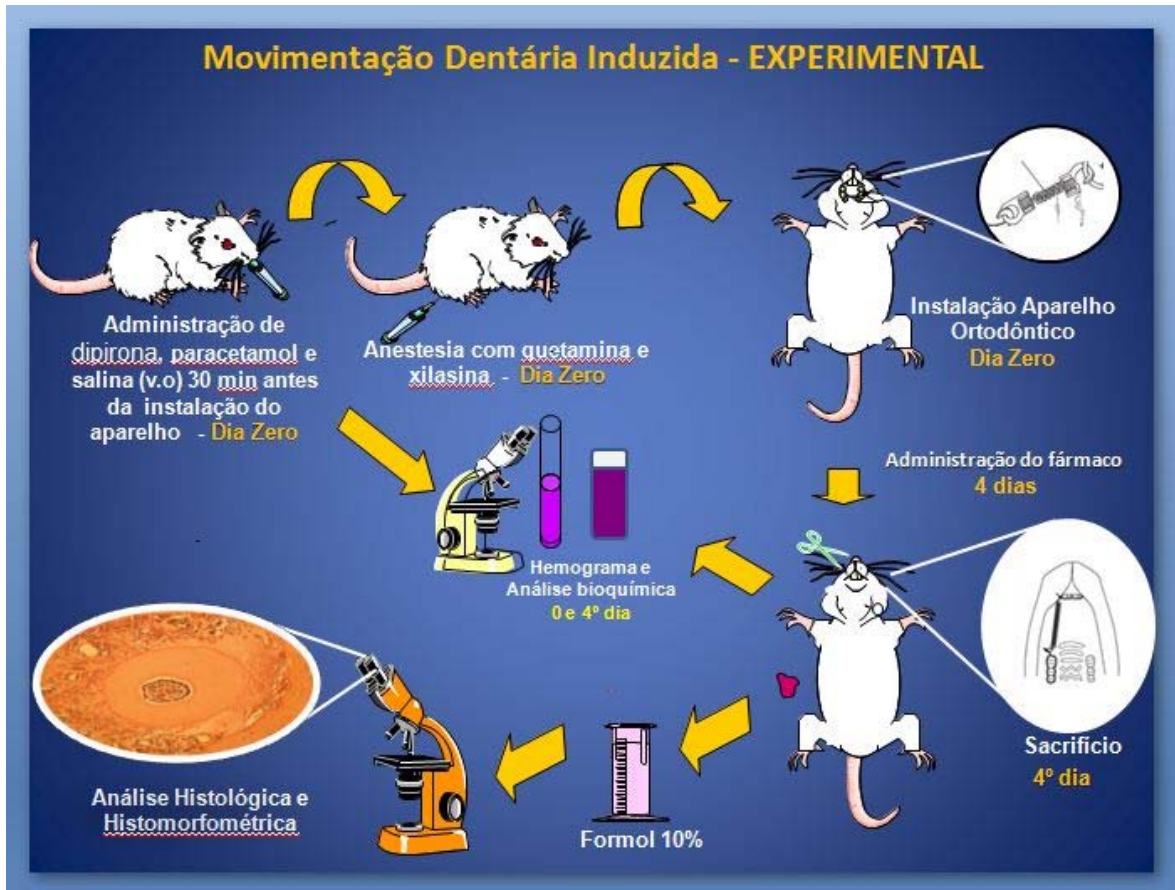 Movimentação Dentária Induzida - EXPERIMENTAL
Administração de
dipirona, paracetamol e
salina (v.o) 30 min antes
da instalação do
aparelho - Dia Zero
Anestesia com quetamina e
xilasina - Dia Zero
Instalação Aparelho
Ortodôntico
Dia Zero
Administração do fármaco
4 dias
Hemograma e
Análise bioquímica
0 e 4º dia
Sacrifício
4º dia
Formol 10%
Análise Histológica e
Histomorfométrica